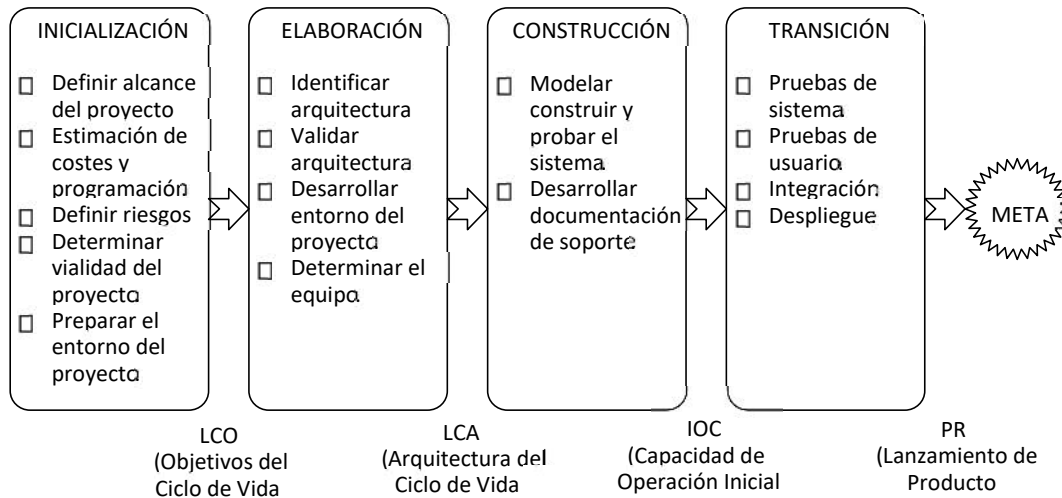 INICIALIZACIÓN
Definir alcance
del proyecto
Estimación de
costes y
programación
Definir riesgos
Determinar
vialidad del
proyecto
Preparar el
entorno del
proyecto
ELABORACIÓN
Identificar
arquitectura
Validar
arquitectura
Desarrollar
entorno del
proyecto
Determinar el
equipo
CONSTRUCCIÓN
Modelar
construir y
probar el
sistema
Desarrollar
documentación
de soporte
TRANSICIÓN
Pruebas de
sistema
Pruebas de
usuario
Integración
Despliegue
META
LCO
(Objetivos del
Ciclo de Vida
LCA
(Arquitectura del
Ciclo de Vida
IOC
(Capacidad de
Operación Inicial
PR
(Lanzamiento de
Producto